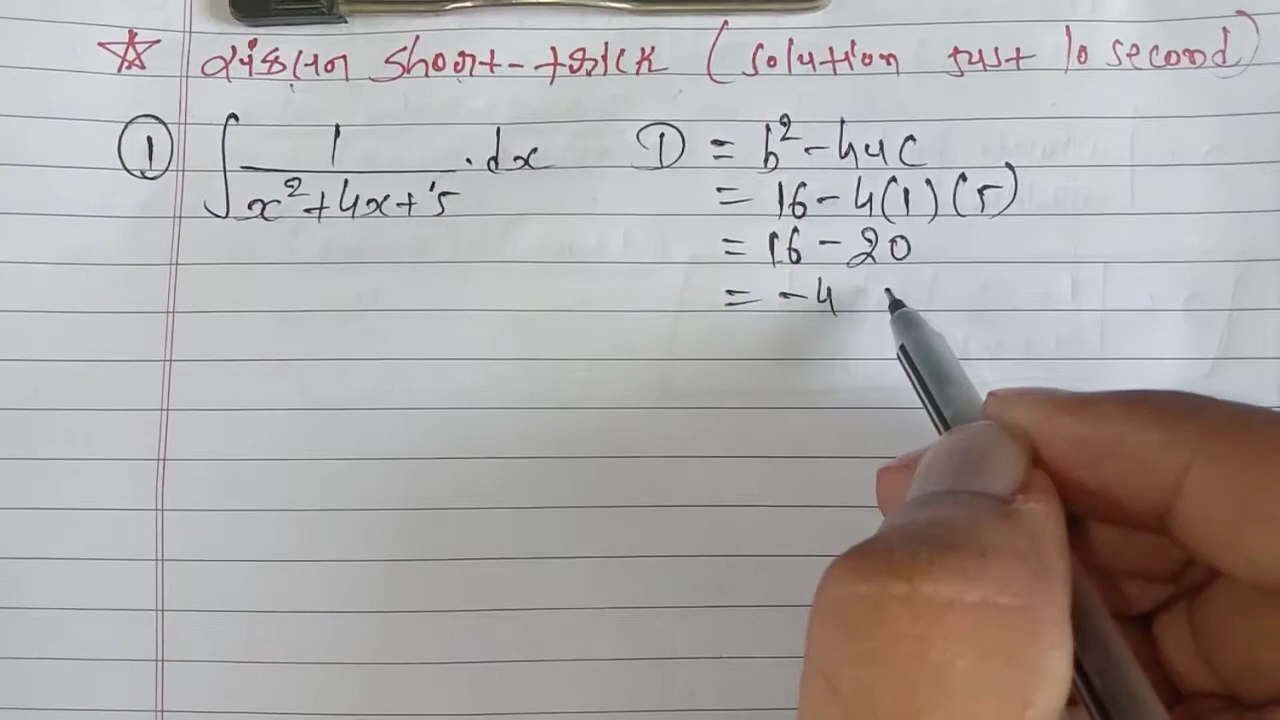 ☆ સંકલન short-trick (solution just 10 second)
① ∫ 1/(x²+4x+5) .dx D = b²-4ac
= 16-4(1)(5)
= 16-20
= -4